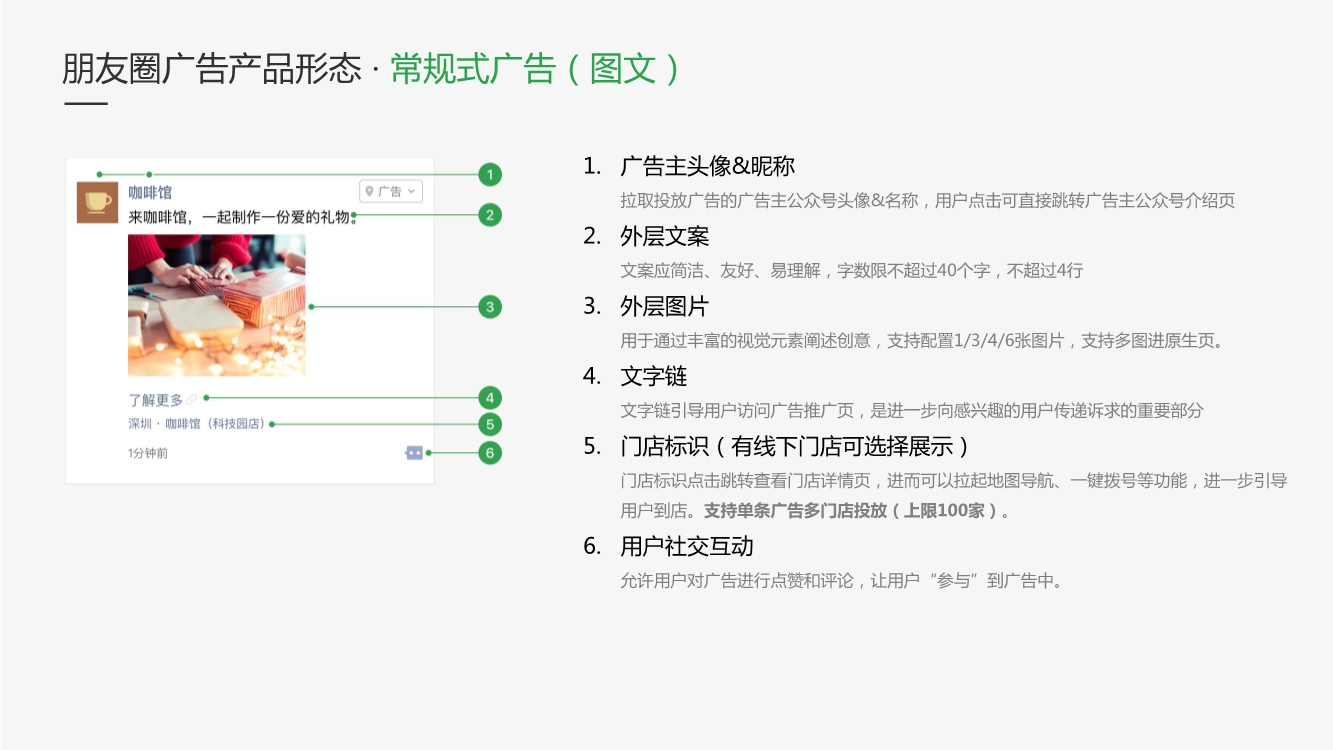 朋友圈广告产品形态 · 常规式广告（图文）
咖啡馆
广告
来咖啡馆，一起制作一份爱的礼物。
了解更多
深圳 · 咖啡馆（科技园店）
1分钟前
1
2
3
4
5
6
1. 广告主头像&昵称
拉取投放广告的广告主公众号头像&名称，用户点击可直接跳转广告主公众号介绍页
2. 外层文案
文案应简洁、友好、易理解，字数限不超过40个字，不超过4行
3. 外层图片
用于通过丰富的视觉元素阐述创意，支持配置1/3/4/6张图片，支持多图进原生页。
4. 文字链
文字链引导用户访问广告推广页，是进一步向感兴趣的用户传递诉求的重要部分
5. 门店标识（有线下门店可选择展示）
门店标识点击跳转查看门店详情页，进而可以拉起地图导航、一键拨号等功能，进一步引导
用户到店。支持单条广告多门店投放（上限100家）。
6. 用户社交互动
允许用户对广告进行点赞和评论，让用户“参与”到广告中。